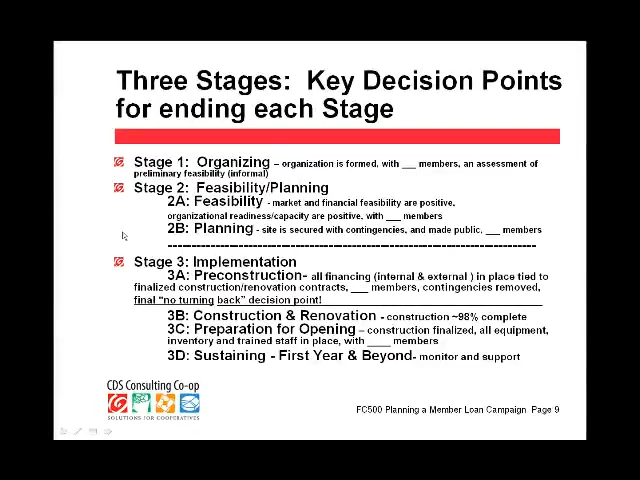 Three Stages:  Key Decision Points
for ending each Stage
Stage 1:  Organizing – organization is formed, with ___ members, an assessment of
preliminary feasibility (informal)
Stage 2:  Feasibility/Planning
2A: Feasibility - market and financial feasibility are positive,
organizational readiness/capacity are positive, with ___ members
2B: Planning - site is secured with contingencies, and made public, ___ members
----------------------------------------------------------------
Stage 3: Implementation
3A: Preconstruction- all financing (internal & external ) in place tied to
finalized construction/renovation contracts, ___ members, contingencies removed,
final “no turning back” decision point!
3B: Construction & Renovation - construction ~98% complete
3C: Preparation for Opening – construction finalized, all equipment,
inventory and trained staff in place, with ____ members
3D: Sustaining - First Year & Beyond- monitor and support
CDS Consulting Co-op
SOLUTIONS FOR COOPERATIVES
FC500 Planning a Member Loan Campaign  Page 9